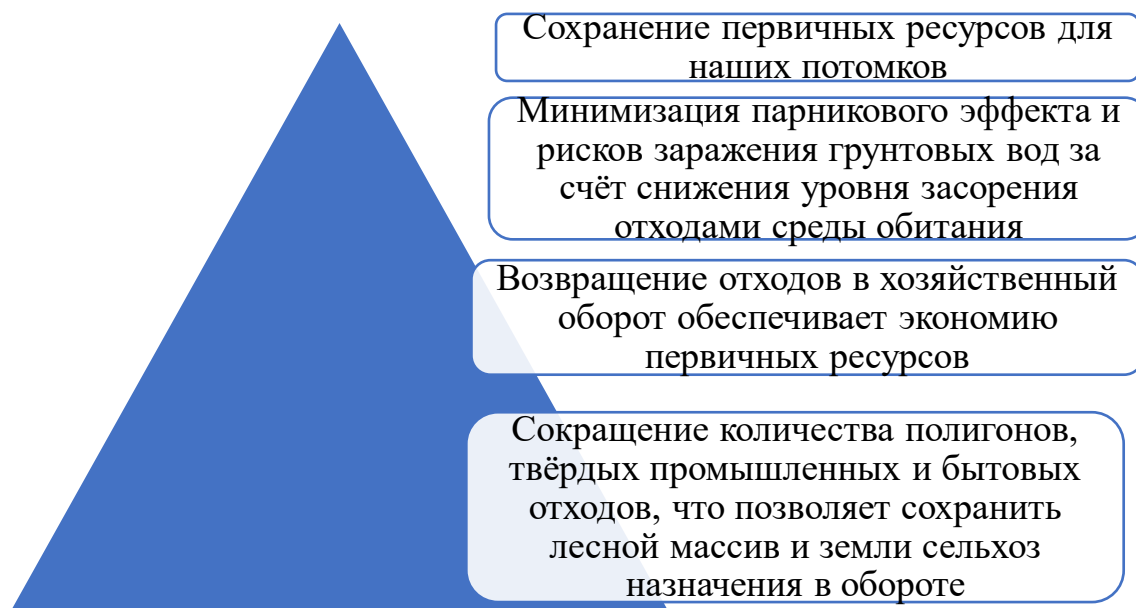 Сохранение первичных ресурсов для
наших потомков
Минимизация парникового эффекта и
рисков заражения грунтовых вод за
счёт снижения уровня засорения
отходами среды обитания
Возвращение отходов в хозяйственный
оборот обеспечивает экономию
первичных ресурсов
Сокращение количества полигонов,
твёрдых промышленных и бытовых
отходов, что позволяет сохранить
лесной массив и земли сельхоз
назначения в обороте